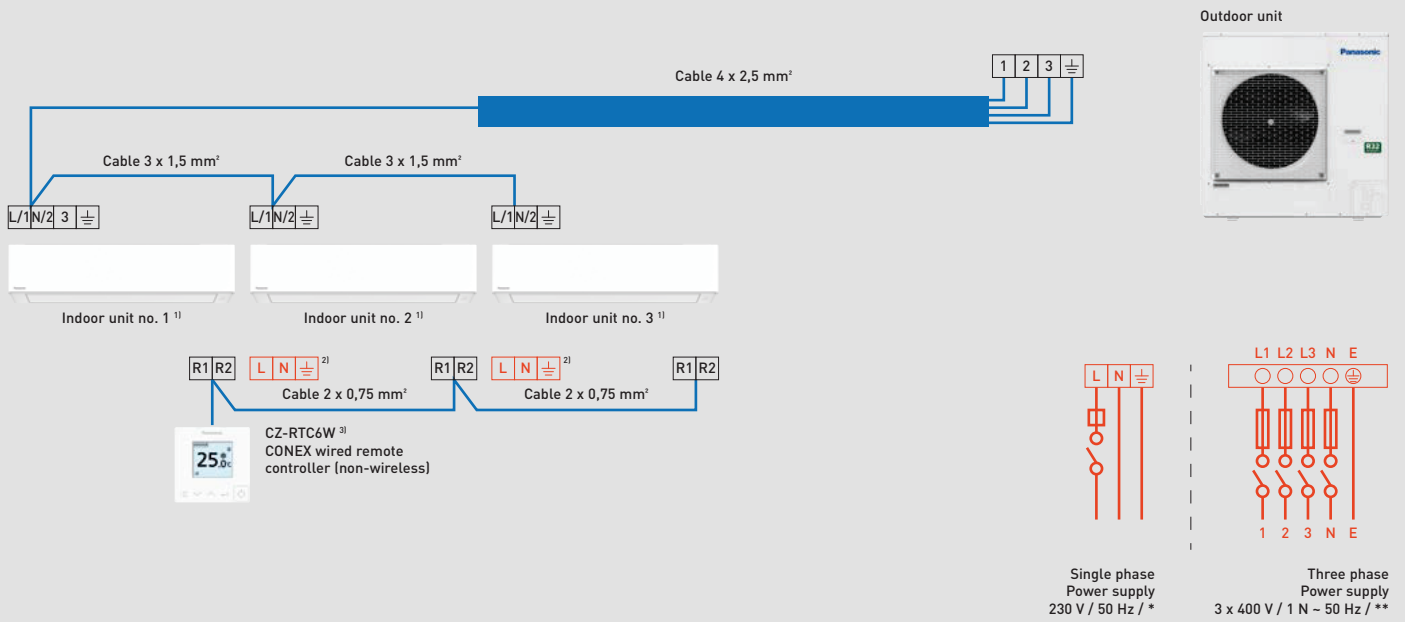 Outdoor unit
Panasonic
R32
1 2 3
Cable 4 x 2,5 mm²
Cable 3 x 1,5 mm² Cable 3 x 1,5 mm²
L/1 N/2 3 L/1 N/2 L/1 N/2
Indoor unit no. 1 ¹⁾ Indoor unit no. 2 ¹⁾ Indoor unit no. 3 ¹⁾
R1 R2 L N ²⁾ R1 R2 L N ²⁾ R1 R2
Cable 2 x 0,75 mm² Cable 2 x 0,75 mm²
Panasonic
25.0c
CZ-RTC6W ³⁾
CONEX wired remote
controller (non-wireless)
L N
Single phase
Power supply
230 V / 50 Hz / *
L1 L2 L3 N E
1 2 3 N E
Three phase
Power supply
3 x 400 V / 1 N ~ 50 Hz / **